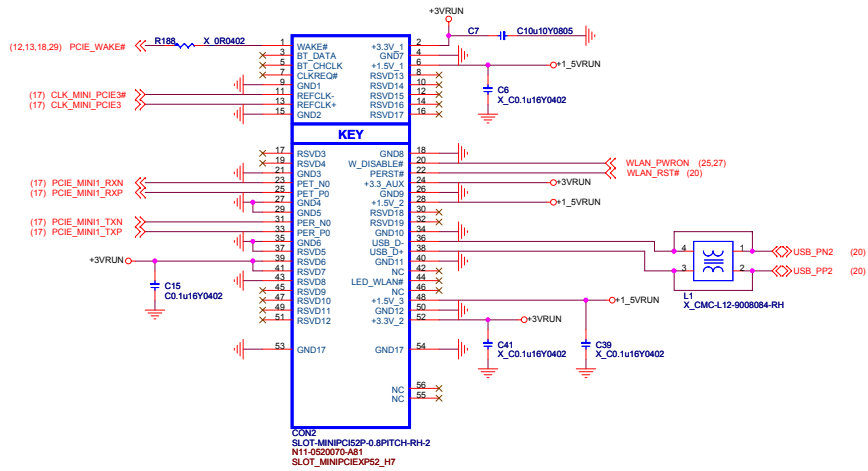 +3VRUN
C7 C10u10Y0805
(12,13,18,29) PCIE_WAKE# R188 X_0R0402
1 WAKE# +3.3V_1 2
3 BT_DATA GND7 4
5 BT_CHCLK +1.5V_1 6 +1_5VRUN
7 CLKREQ# RSVD13 8
9 GND1 RSVD14 10
(17) CLK_MINI_PCIE3# 11 REFCLK- RSVD15 12 C6
(17) CLK_MINI_PCIE3 13 REFCLK+ RSVD16 14 X_C0.1u16Y0402
15 GND2 RSVD17 16
KEY
17 RSVD3 GND8 18
19 RSVD4 W_DISABLE# 20 WLAN_PWRON (25,27)
21 GND3 PERST# 22 WLAN_RST# (20)
(17) PCIE_MINI1_RXN 23 PET_N0 +3.3_AUX 24 +3VRUN
(17) PCIE_MINI1_RXP 25 PET_P0 GND9 26
27 GND4 +1.5V_2 28 +1_5VRUN
29 GND5 RSVD18 30
(17) PCIE_MINI1_TXN 31 PER_N0 RSVD19 32
(17) PCIE_MINI1_TXP 33 PER_P0 GND10 34
35 GND6 USB_D- 36
37 RSVD5 USB_D+ 38 4 1 USB_PN2 (20)
+3VRUN 39 RSVD6 GND11 40
41 RSVD7 NC 42 3 2 USB_PP2 (20)
43 RSVD8 LED_WLAN# 44
C15 45 RSVD9 NC 46 L1
C0.1u16Y0402 47 RSVD10 +1.5V_3 48 +1_5VRUN X_CMC-L12-9008084-RH
49 RSVD11 GND12 50
51 RSVD12 +3.3V_2 52 +3VRUN
C41 C39
53 GND17 GND17 54 X_C0.1u16Y0402 X_C0.1u16Y0402
NC 56
NC 55
CON2
SLOT-MINIPCI52P-0.8PITCH-RH-2
N11-0520070-A81
SLOT_MINIPCIEXP52_H7